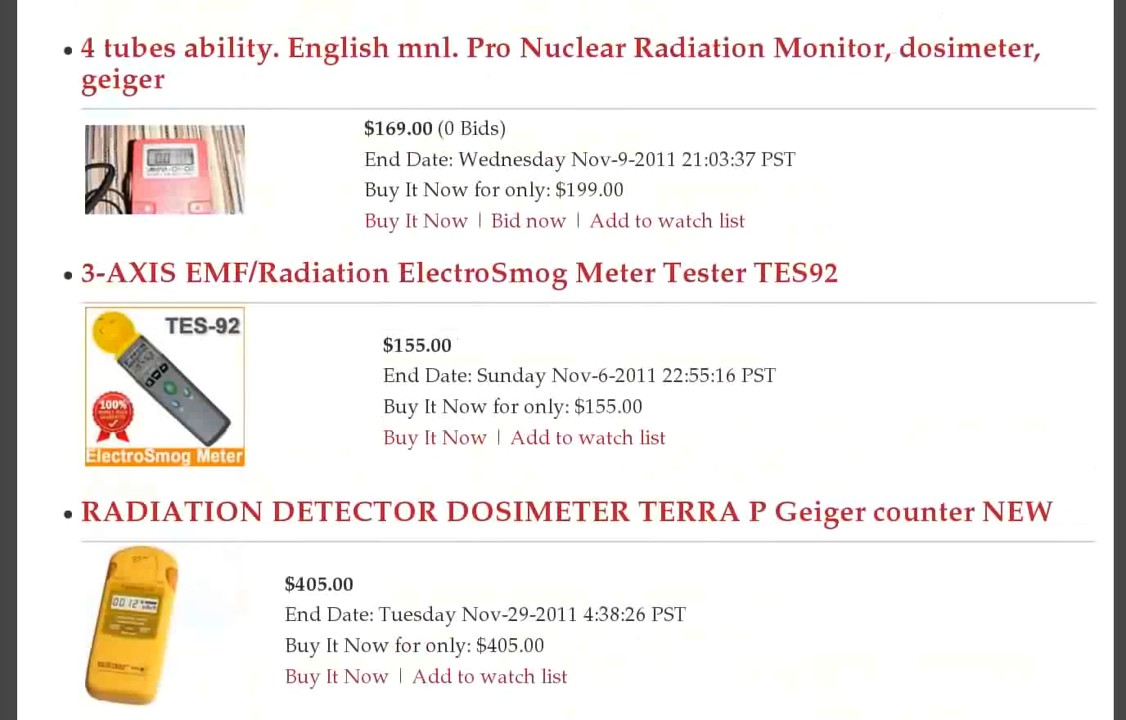 4 tubes ability. English mnl. Pro Nuclear Radiation Monitor, dosimeter,
geiger
$169.00 (0 Bids)
End Date: Wednesday Nov-9-2011 21:03:37 PST
Buy It Now for only: $199.00
Buy It Now | Bid now | Add to watch list
3-AXIS EMF/Radiation ElectroSmog Meter Tester TES92
TES-92
100%
ElectroSmog Meter
$155.00
End Date: Sunday Nov-6-2011 22:55:16 PST
Buy It Now for only: $155.00
Buy It Now | Add to watch list
RADIATION DETECTOR DOSIMETER TERRA P Geiger counter NEW
$405.00
End Date: Tuesday Nov-29-2011 4:38:26 PST
Buy It Now for only: $405.00
Buy It Now | Add to watch list